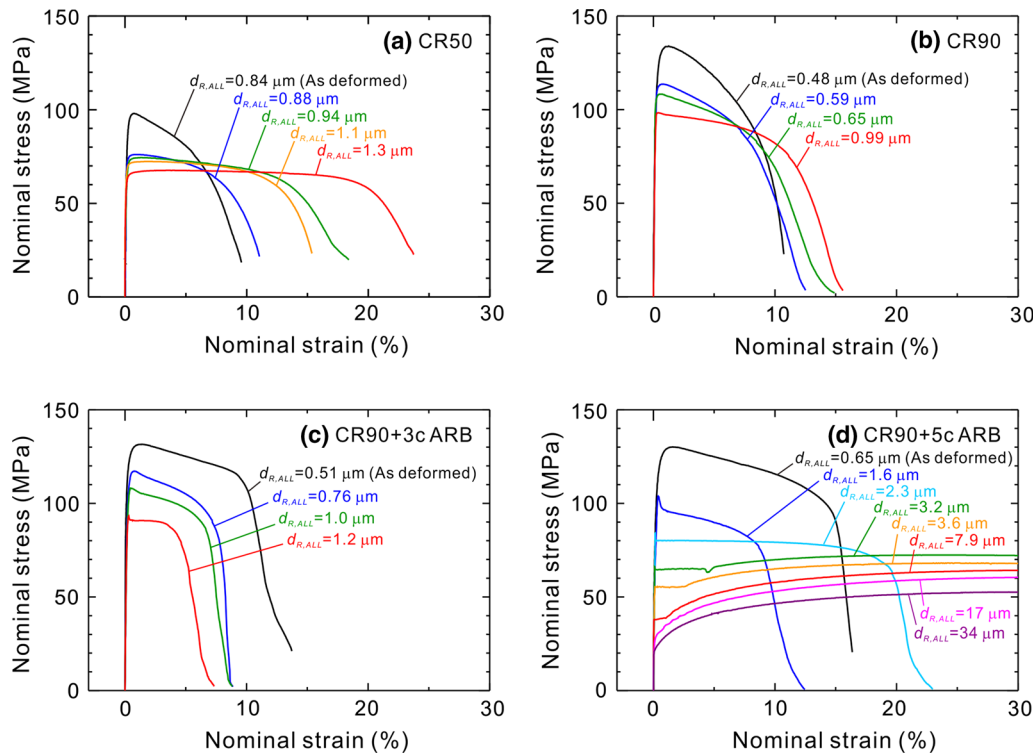 150
(a) CR50
Nominal stress (MPa)
100
50
0
d_R,ALL=0.84 μm (As deformed)
d_R,ALL=0.88 μm
d_R,ALL=0.94 μm
d_R,ALL=1.1 μm
d_R,ALL=1.3 μm
0 10 20 30
Nominal strain (%)
150
(b) CR90
Nominal stress (MPa)
100
50
0
d_R,ALL=0.48 μm (As deformed)
d_R,ALL=0.59 μm
d_R,ALL=0.65 μm
d_R,ALL=0.99 μm
0 10 20 30
Nominal strain (%)
150
(c) CR90+3c ARB
Nominal stress (MPa)
100
50
0
d_R,ALL=0.51 μm (As deformed)
d_R,ALL=0.76 μm
d_R,ALL=1.0 μm
d_R,ALL=1.2 μm
0 10 20 30
Nominal strain (%)
150
(d) CR90+5c ARB
Nominal stress (MPa)
100
50
0
d_R,ALL=0.65 μm (As deformed)
d_R,ALL=1.6 μm
d_R,ALL=2.3 μm
d_R,ALL=3.2 μm
d_R,ALL=3.6 μm
d_R,ALL=7.9 μm
d_R,ALL=17 μm
d_R,ALL=34 μm
0 10 20 30
Nominal strain (%)